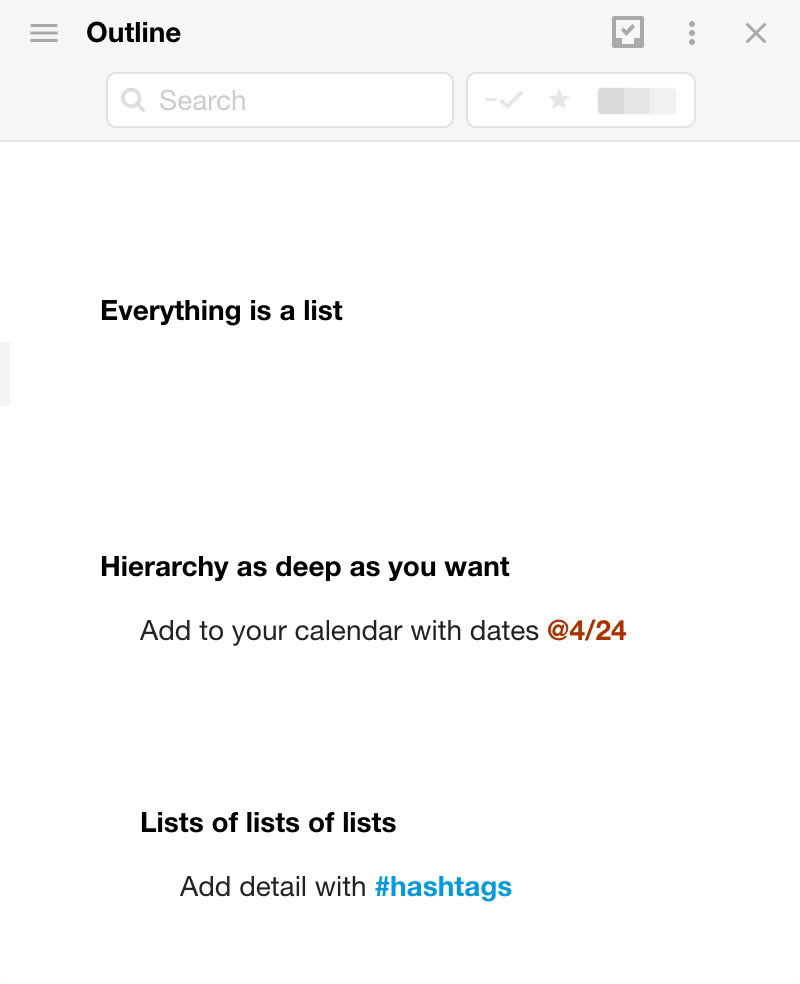 Outline
Search
Everything is a list
Hierarchy as deep as you want
Add to your calendar with dates @4/24
Lists of lists of lists
Add detail with #hashtags